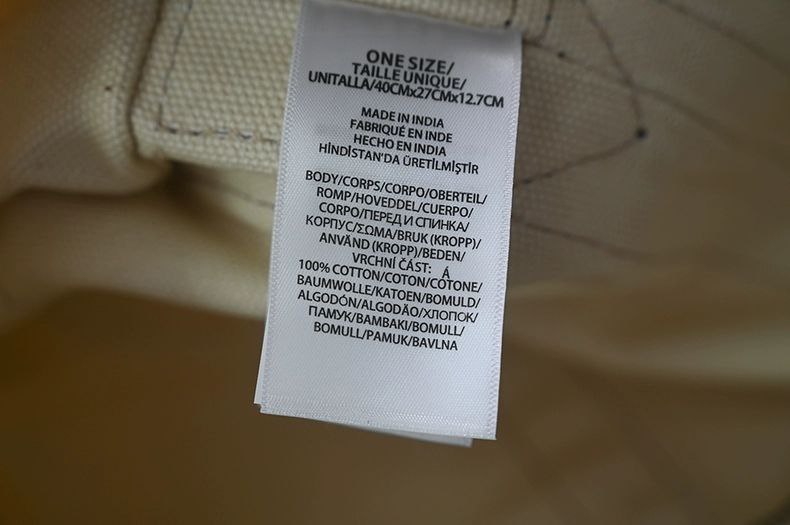 ONE SIZE/
TAILLE UNIQUE/
UNITALLA/40CMx27CMx12.7CM
MADE IN INDIA
FABRIQUÉ EN INDE
HECHO EN INDIA
HİNDİSTAN'DA ÜRETİLMİŞTİR
BODY/CORPS/CORPO/OBERTEIL/
ROMP/HOVEDDEL/CUERPO/
CORPO/ПЕРЕД И СПИНКА/
КОРПУС/ΣΩΜΑ/BRUK (KROPP)/
ANVÄND (KROPP)/BEDEN/
VRCHNÍ ČÁST: Á
100% COTTON/COTON/COTONE/
BAUMWOLLE/KATOEN/BOMULD/
ALGODÓN/ALGODÃO/ХЛОПОК/
ПАМУК/ΒΑΜΒΑΚΙ/BOMULL/
BOMULL/PAMUK/BAVLNA